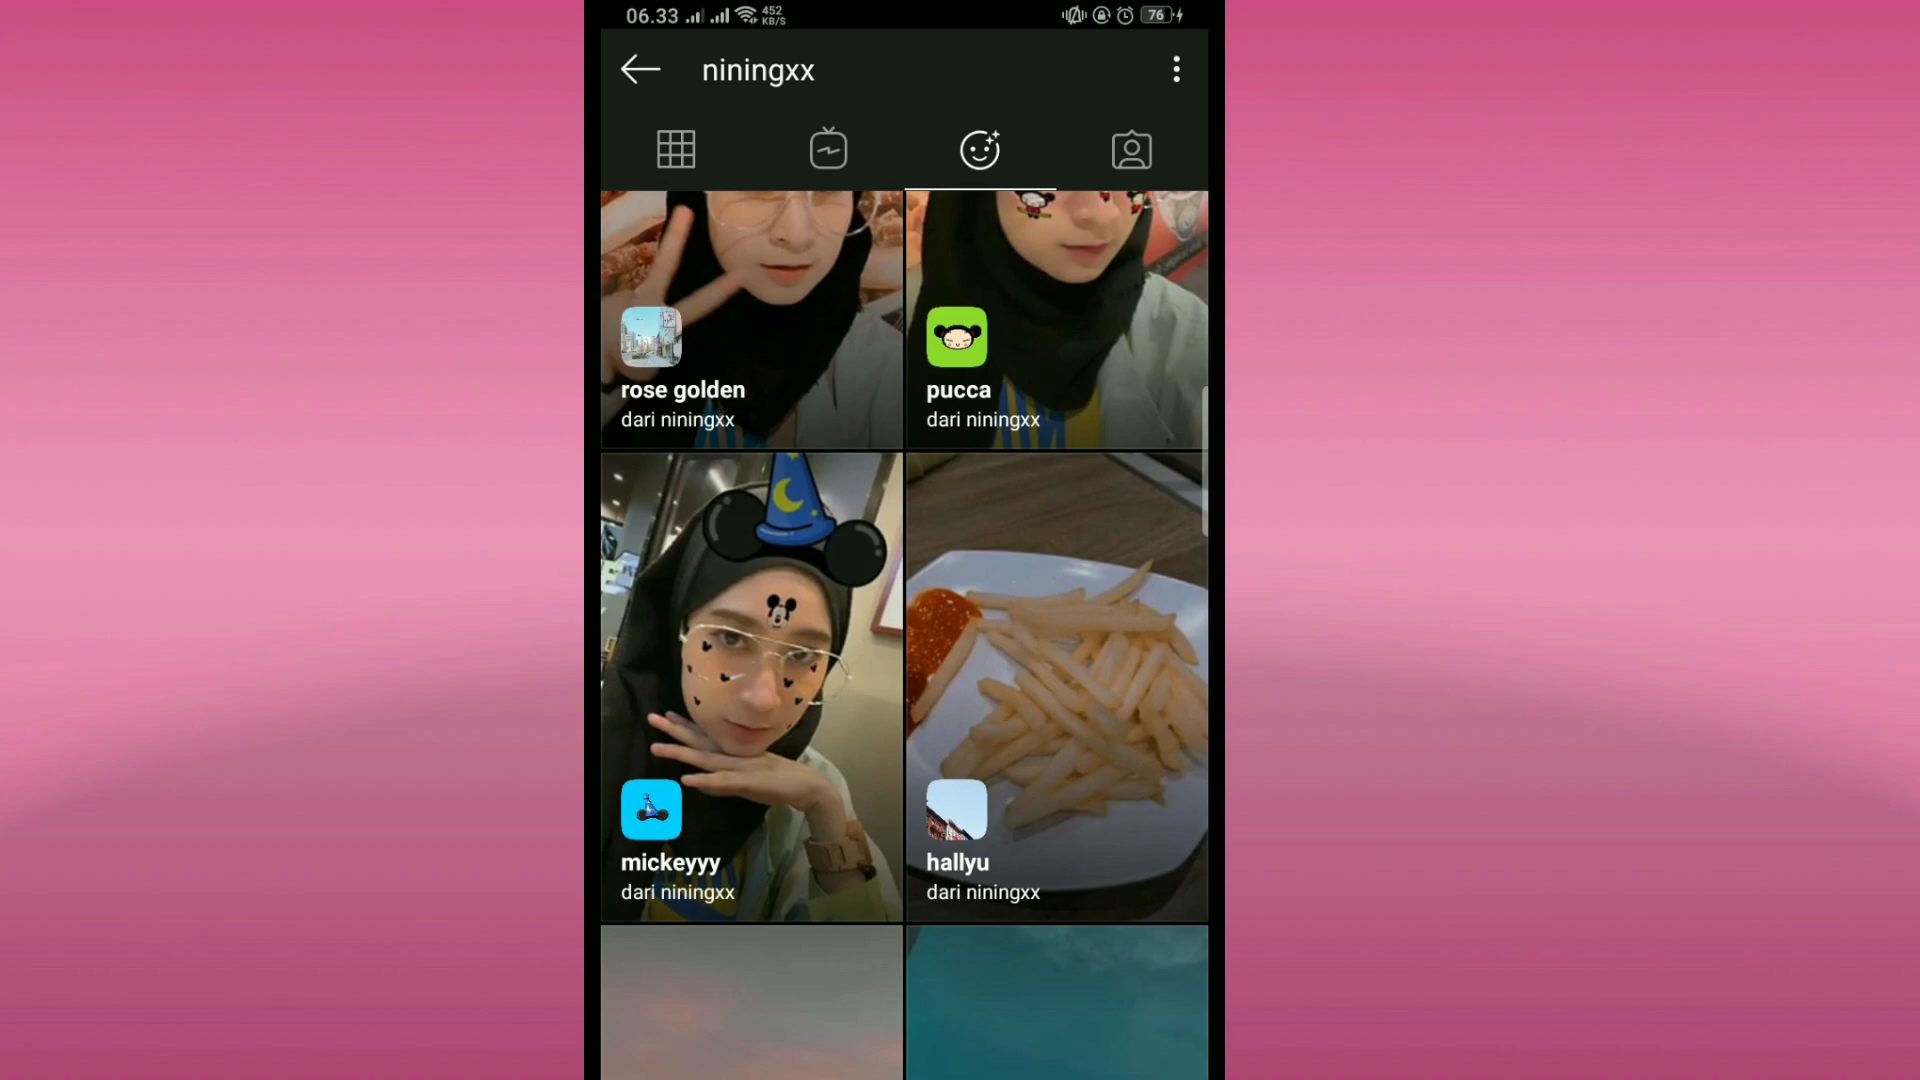 06.33
452
KB/S
76
niningxx
rose golden
dari niningxx
pucca
dari niningxx
mickeyyy
dari niningxx
hallyu
dari niningxx